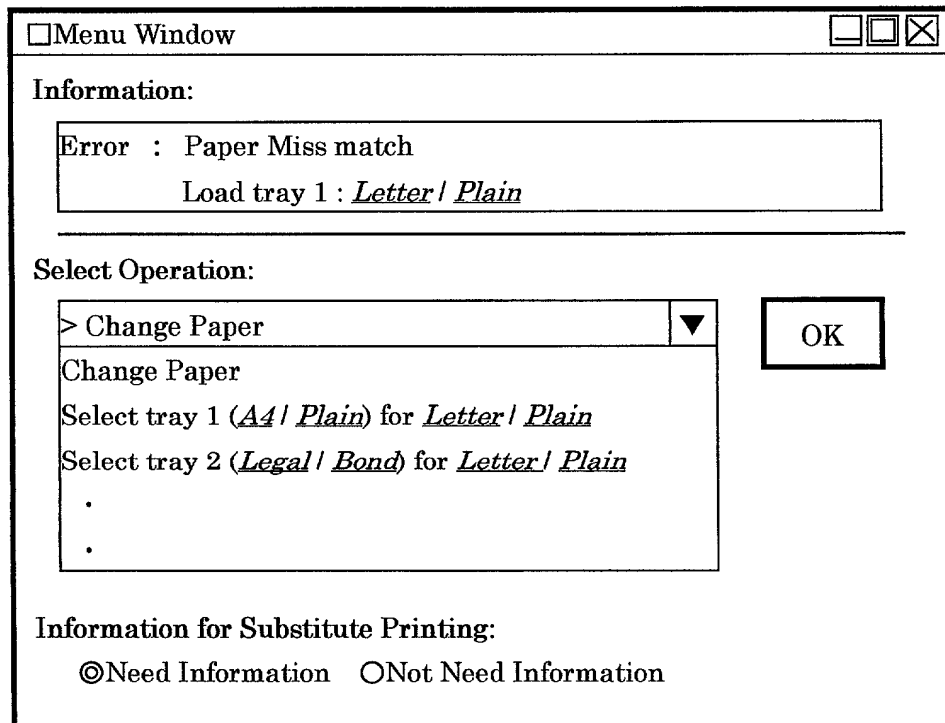 Menu Window
Information:
Error : Paper Miss match
Load tray 1 : Letter / Plain
Select Operation:
> Change Paper
OK
Change Paper
Select tray 1 (A4 / Plain) for Letter / Plain
Select tray 2 (Legal / Bond) for Letter / Plain
Information for Substitute Printing:
Need Information Not Need Information